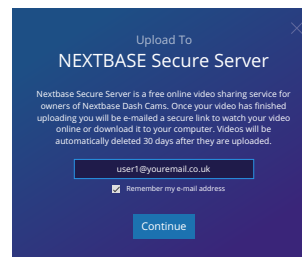 Upload To
NEXTBASE Secure Server
Nextbase Secure Server is a free online video sharing service for
owners of Nextbase Dash Cams. Once your video has finished
uploading you will be e-mailed a secure link to watch your video
online or download it to your computer. Videos will be
automatically deleted 30 days after they are uploaded.
user1@youremail.co.uk
Remember my e-mail address
Continue